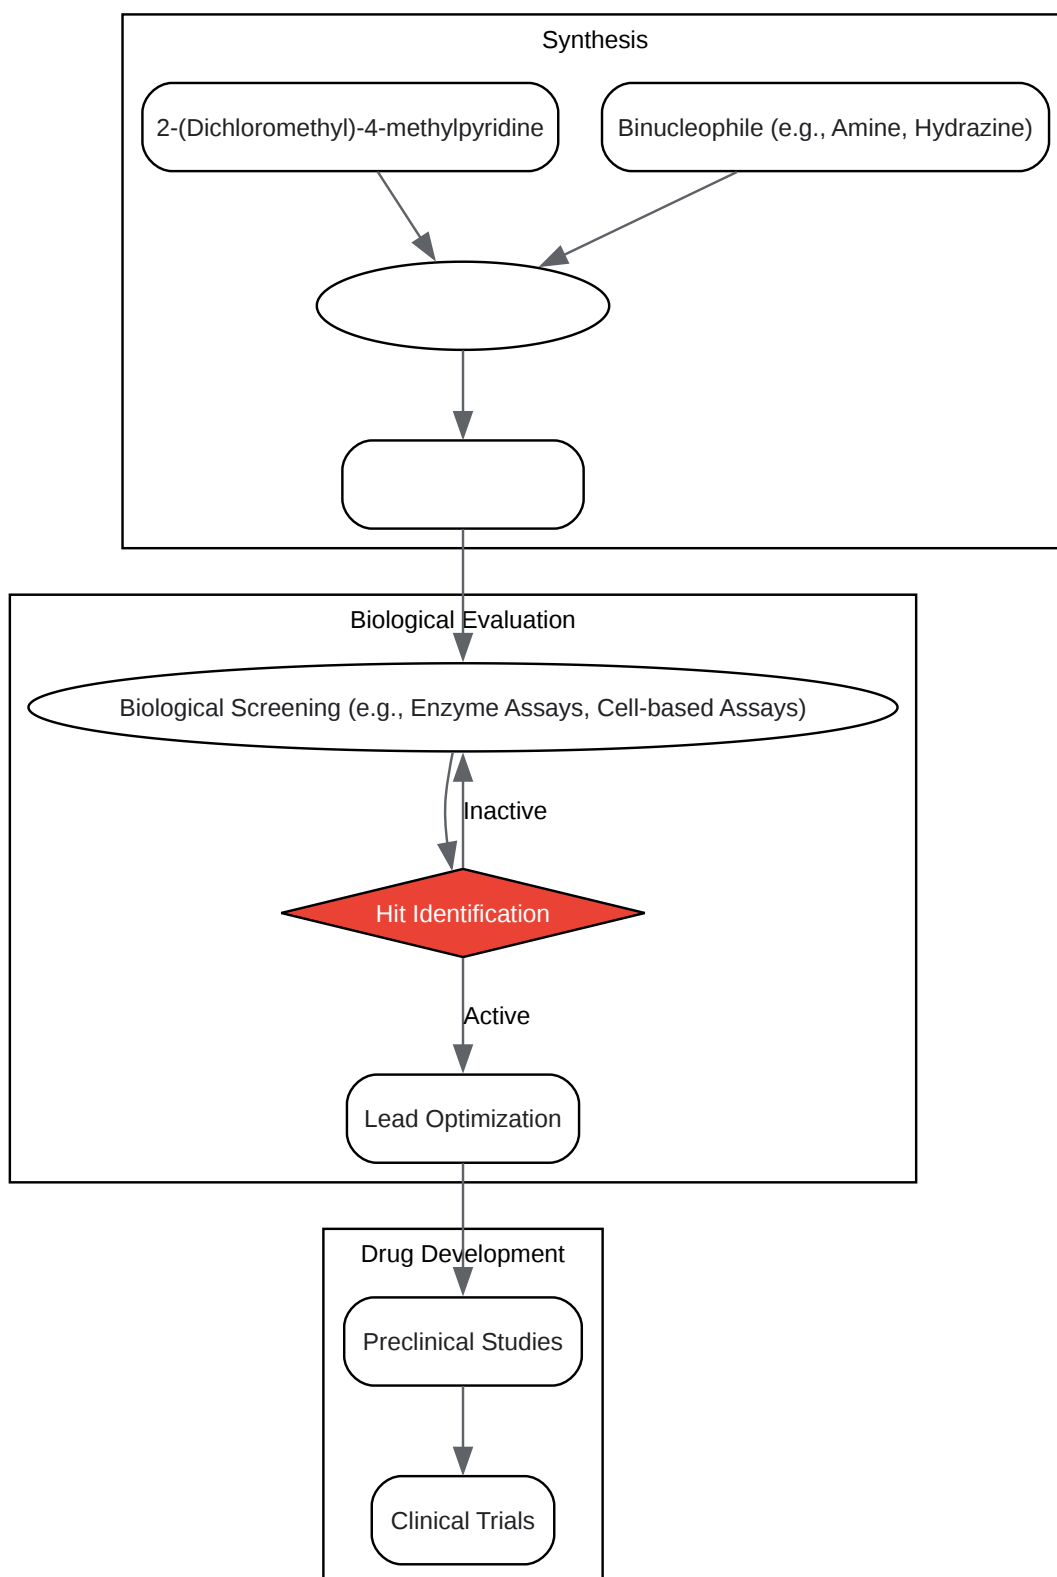 Synthesis
2-(Dichloromethyl)-4-methylpyridine
Binucleophile (e.g., Amine, Hydrazine)
Biological Evaluation
Biological Screening (e.g., Enzyme Assays, Cell-based Assays)
Inactive
Hit Identification
Active
Lead Optimization
Drug Development
Preclinical Studies
Clinical Trials